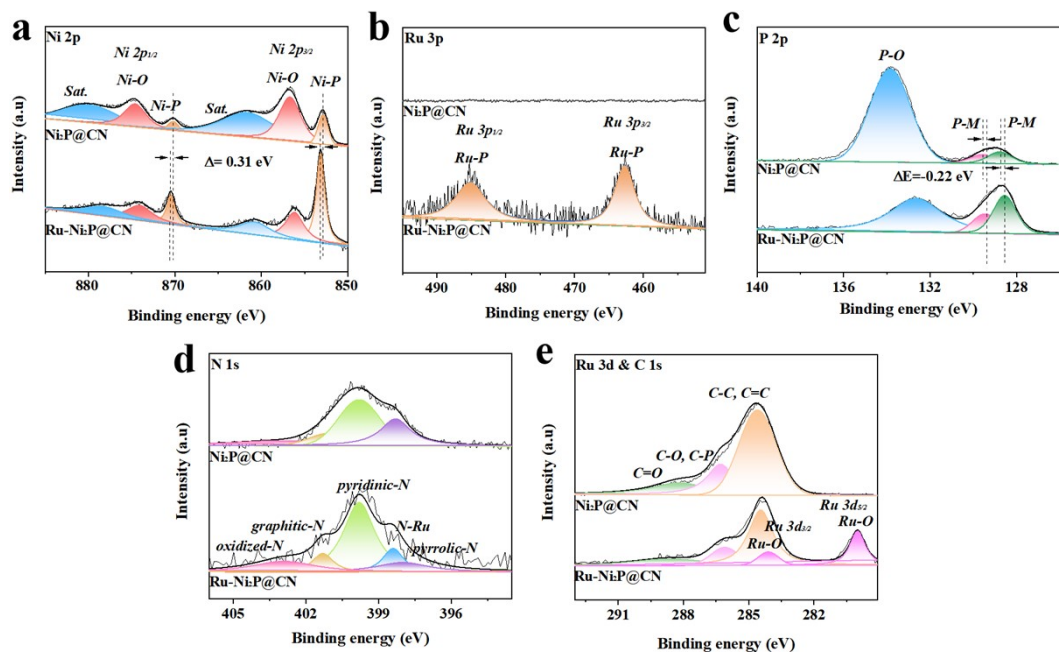 a
Ni 2p
Ni 2p₁/₂
Ni 2p₃/₂
Ni-O
Ni-O
Sat.
Ni-P
Sat.
Ni-P
Ni₂P@CN
Δ= 0.31 eV
Ru-Ni₂P@CN
Intensity (a.u)
880
870
860
850
Binding energy (eV)
b
Ru 3p
Ni₂P@CN
Ru 3p₁/₂
Ru 3p₃/₂
Ru-P
Ru-P
Ru-Ni₂P@CN
Intensity (a.u)
490
480
470
460
Binding energy (eV)
c
P 2p
P-O
P-M
P-M
Ni₂P@CN
ΔE=-0.22 eV
Ru-Ni₂P@CN
Intensity (a.u)
140
136
132
128
Binding energy (eV)
d
N 1s
Ni₂P@CN
pyridinic-N
graphitic-N
N-Ru
oxidized-N
pyrrolic-N
Ru-Ni₂P@CN
Intensity (a.u)
405
402
399
396
Binding energy (eV)
e
Ru 3d & C 1s
C-C, C=C
C-O, C-P
C=O
Ni₂P@CN
Ru 3d₅/₂
Ru 3d₃/₂
Ru-O
Ru-O
Ru-Ni₂P@CN
Intensity (a.u)
291
288
285
282
Binding energy (eV)